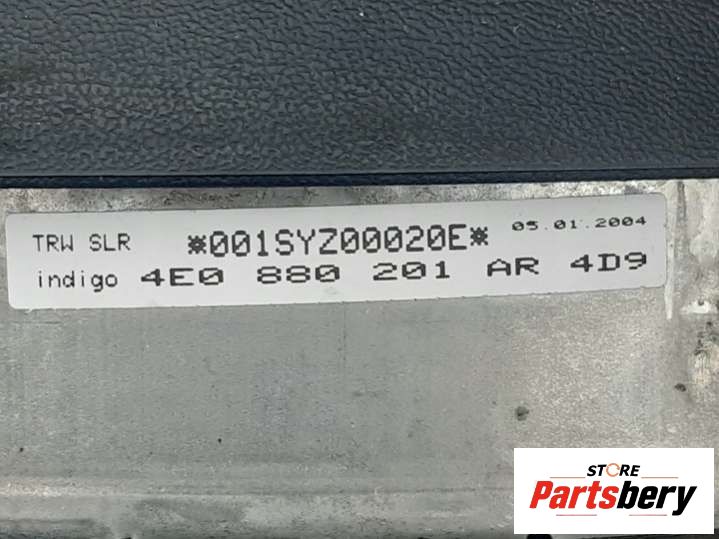 TRW SLR *001SYZ00020E* 05.01.2004
indigo 4E0 880 201 AR 4D9
STORE
Partsbery